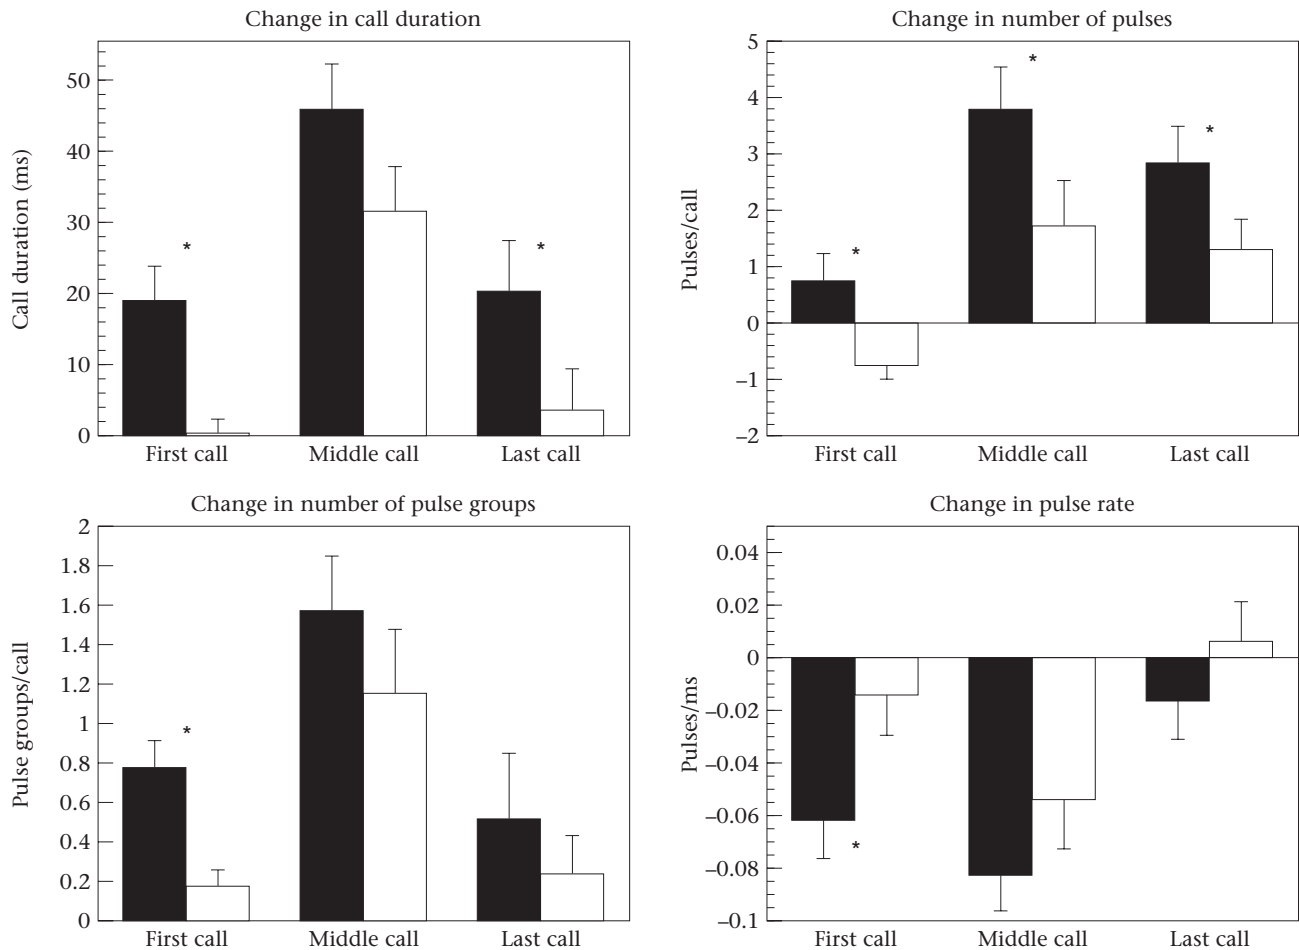 Change in call duration
Call duration (ms)
50
40
30
20
10
0
*
*
First call
Middle call
Last call
Change in number of pulses
Pulses/call
5
4
3
2
1
0
–1
–2
*
*
*
First call
Middle call
Last call
Change in number of pulse groups
Pulse groups/call
2
1.8
1.6
1.4
1.2
1
0.8
0.6
0.4
0.2
0
*
First call
Middle call
Last call
Change in pulse rate
Pulses/ms
0.04
0.02
0
–0.02
–0.04
–0.06
–0.08
–0.1
*
First call
Middle call
Last call